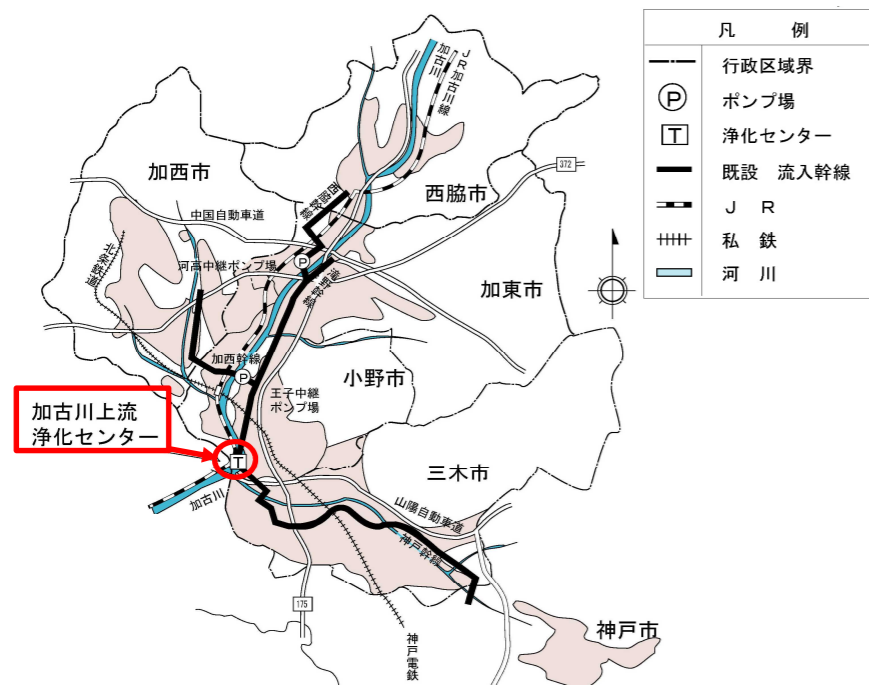 凡 例
行政区域界
P
ポンプ場
T
浄化センター
既設 流入幹線
J R
私鉄
河川
加古川
JR加古川線
加西市
西脇市
372
西脇幹線
中国自動車道
北条鉄道
河高中継ポンプ場
P
滝野幹線
加東市
加西幹線
P
小野市
王子中継
ポンプ場
加古川上流
浄化センター
T
三木市
加古川
山陽自動車道
神戸幹線
175
神戸電鉄
神戸市